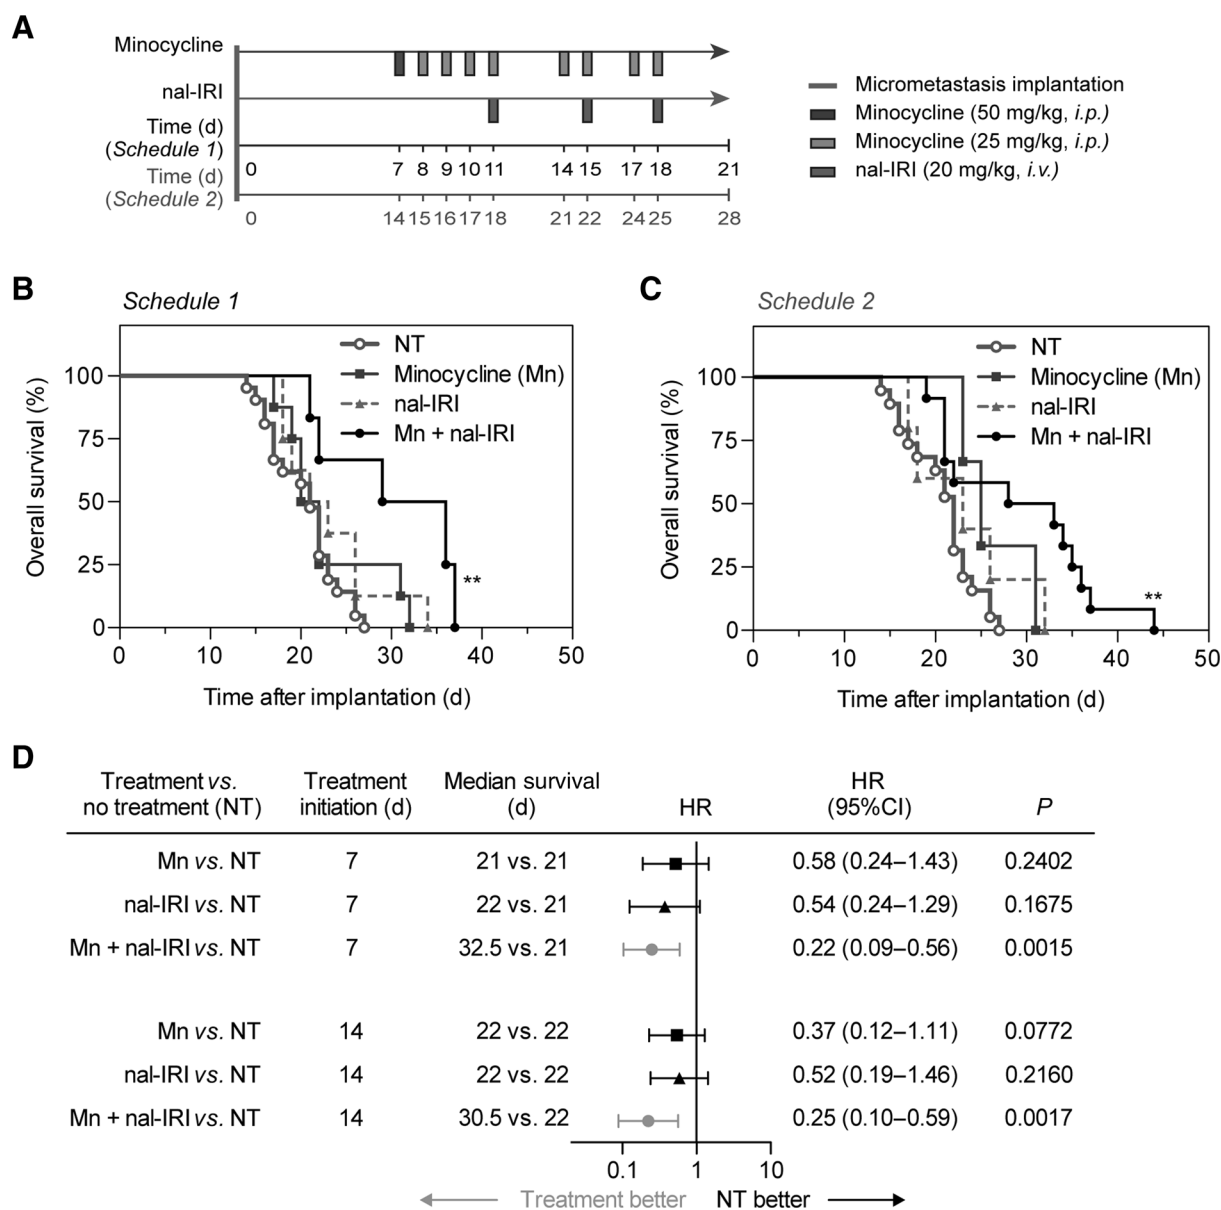 A
Minocycline
nal-IRI
Time (d)
(Schedule 1)
0 7 8 9 10 11 14 15 17 18 21
Time (d)
(Schedule 2)
0 14 15 16 17 18 21 22 24 25 28
Micrometastasis implantation
Minocycline (50 mg/kg, i.p.)
Minocycline (25 mg/kg, i.p.)
nal-IRI (20 mg/kg, i.v.)
B
Schedule 1
Overall survival (%)
100
75
50
25
0
NT
Minocycline (Mn)
nal-IRI
Mn + nal-IRI
**
0 10 20 30 40 50
Time after implantation (d)
C
Schedule 2
Overall survival (%)
100
75
50
25
0
NT
Minocycline (Mn)
nal-IRI
Mn + nal-IRI
**
0 10 20 30 40 50
Time after implantation (d)
D
Treatment vs. Treatment Median survival HR
no treatment (NT) initiation (d) (d) HR (95%CI) P
Mn vs. NT 7 21 vs. 21 0.58 (0.24–1.43) 0.2402
nal-IRI vs. NT 7 22 vs. 21 0.54 (0.24–1.29) 0.1675
Mn + nal-IRI vs. NT 7 32.5 vs. 21 0.22 (0.09–0.56) 0.0015
Mn vs. NT 14 22 vs. 22 0.37 (0.12–1.11) 0.0772
nal-IRI vs. NT 14 22 vs. 22 0.52 (0.19–1.46) 0.2160
Mn + nal-IRI vs. NT 14 30.5 vs. 22 0.25 (0.10–0.59) 0.0017
0.1 1 10
Treatment better NT better